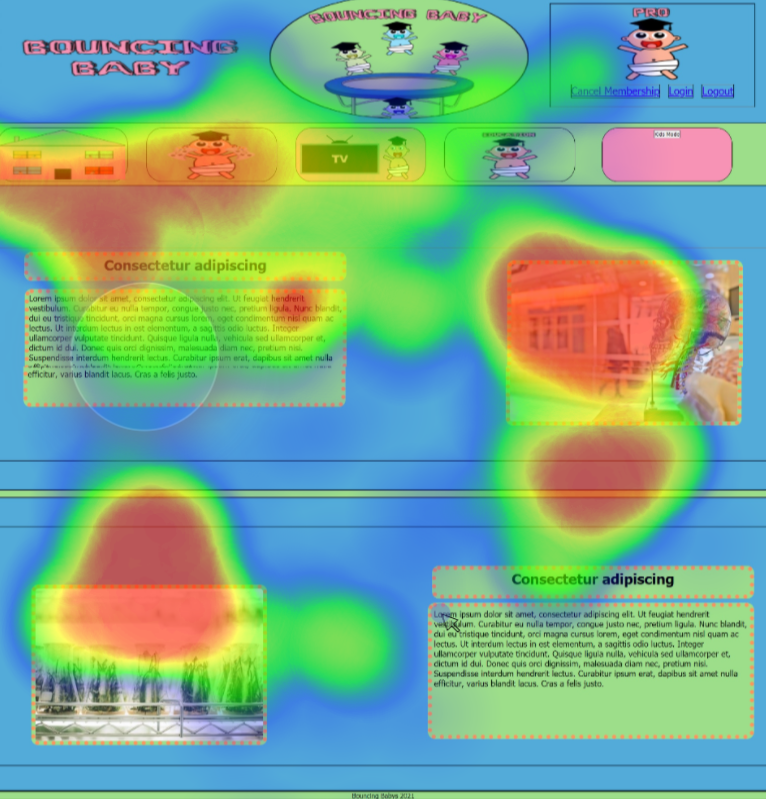 BOUNCING
BABY
BOUNCING BABY
PRO
Cancel Membership Login Logout
TV
Kids Mode
Consectetur adipiscing
Lorem ipsum dolor sit amet, consectetur adipiscing elit. Ut feugiat hendrerit
vestibulum. Curabitur eu nulla tempor, congue justo nec, pretium ligula. Nunc blandit,
dui eu tristique tincidunt, orci magna cursus lorem, eget condimentum nisl quam ac
lectus. Ut interdum lectus in est elementum, a sagittis odio luctus. Integer
ullamcorper vulputate tincidunt. Quisque ligula nulla, vehicula sed ullamcorper et,
dictum id dui. Donec quis orci dignissim, malesuada diam nec, pretium nisi.
Suspendisse interdum hendrerit lectus. Curabitur ipsum erat, dapibus sit amet nulla
efficitur, varius blandit lacus. Cras a felis justo.
Consectetur adipiscing
Lorem ipsum dolor sit amet, consectetur adipiscing elit. Ut feugiat hendrerit
vestibulum. Curabitur eu nulla tempor, congue justo nec, pretium ligula. Nunc blandit,
dui eu tristique tincidunt, orci magna cursus lorem, eget condimentum nisl quam ac
lectus. Ut interdum lectus in est elementum, a sagittis odio luctus. Integer
ullamcorper vulputate tincidunt. Quisque ligula nulla, vehicula sed ullamcorper et,
dictum id dui. Donec quis orci dignissim, malesuada diam nec, pretium nisi.
Suspendisse interdum hendrerit lectus. Curabitur ipsum erat, dapibus sit amet nulla
efficitur, varius blandit lacus. Cras a felis justo.
Bouncing Babys 2021